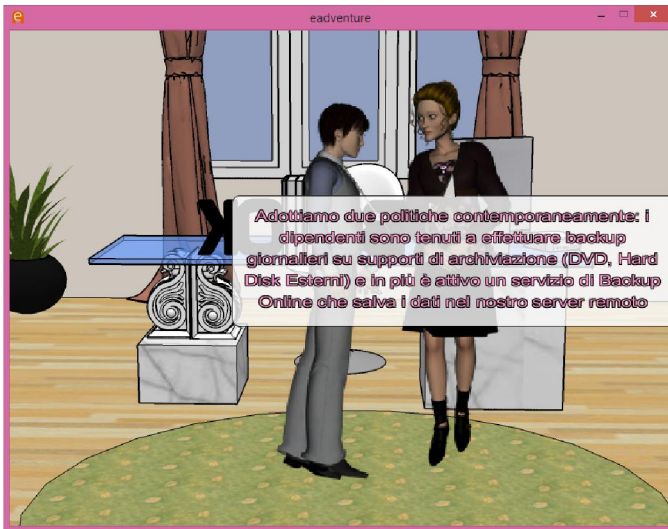 eadventure
Adottiamo due politiche contemporaneamente: i
dipendenti sono tenuti a effettuare backup
giornalieri su supporti di archiviazione (DVD, Hard
Disk Esterni) e in più è attivo un servizio di Backup
Online che salva i dati nel nostro server remoto